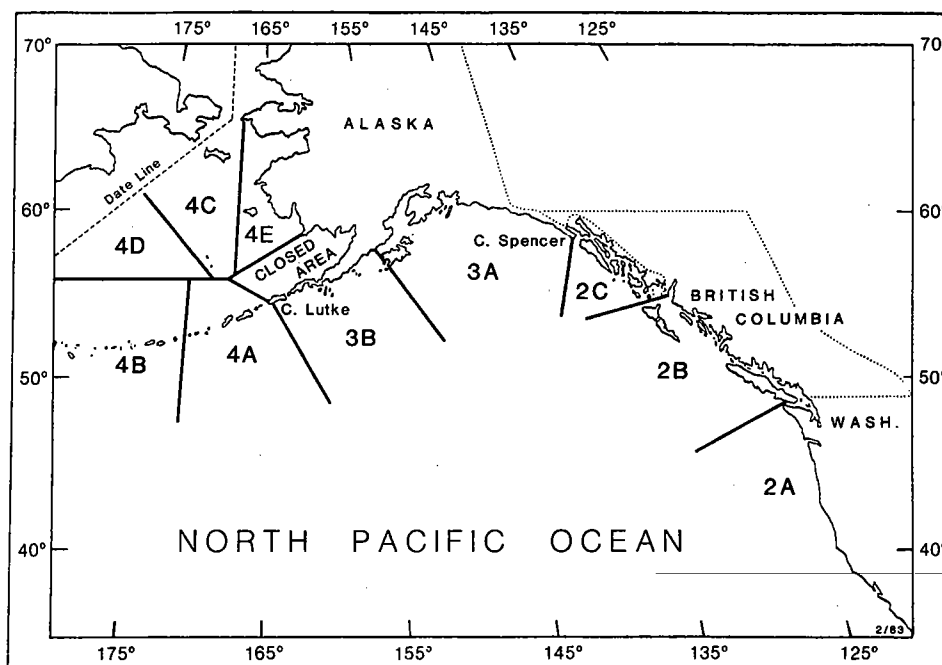 175° 165° 155° 145° 135° 125°
70° 70°
ALASKA
Date Line
4C
60° 4E 60°
4D
CLOSED
AREA
C. Spencer
3A
2C
BRITISH
COLUMBIA
C. Lutke
3B
4A
4B
2B
50° 50°
WASH.
2A
NORTH PACIFIC OCEAN
40° 40°
2/83
175° 165° 155° 145° 135° 125°